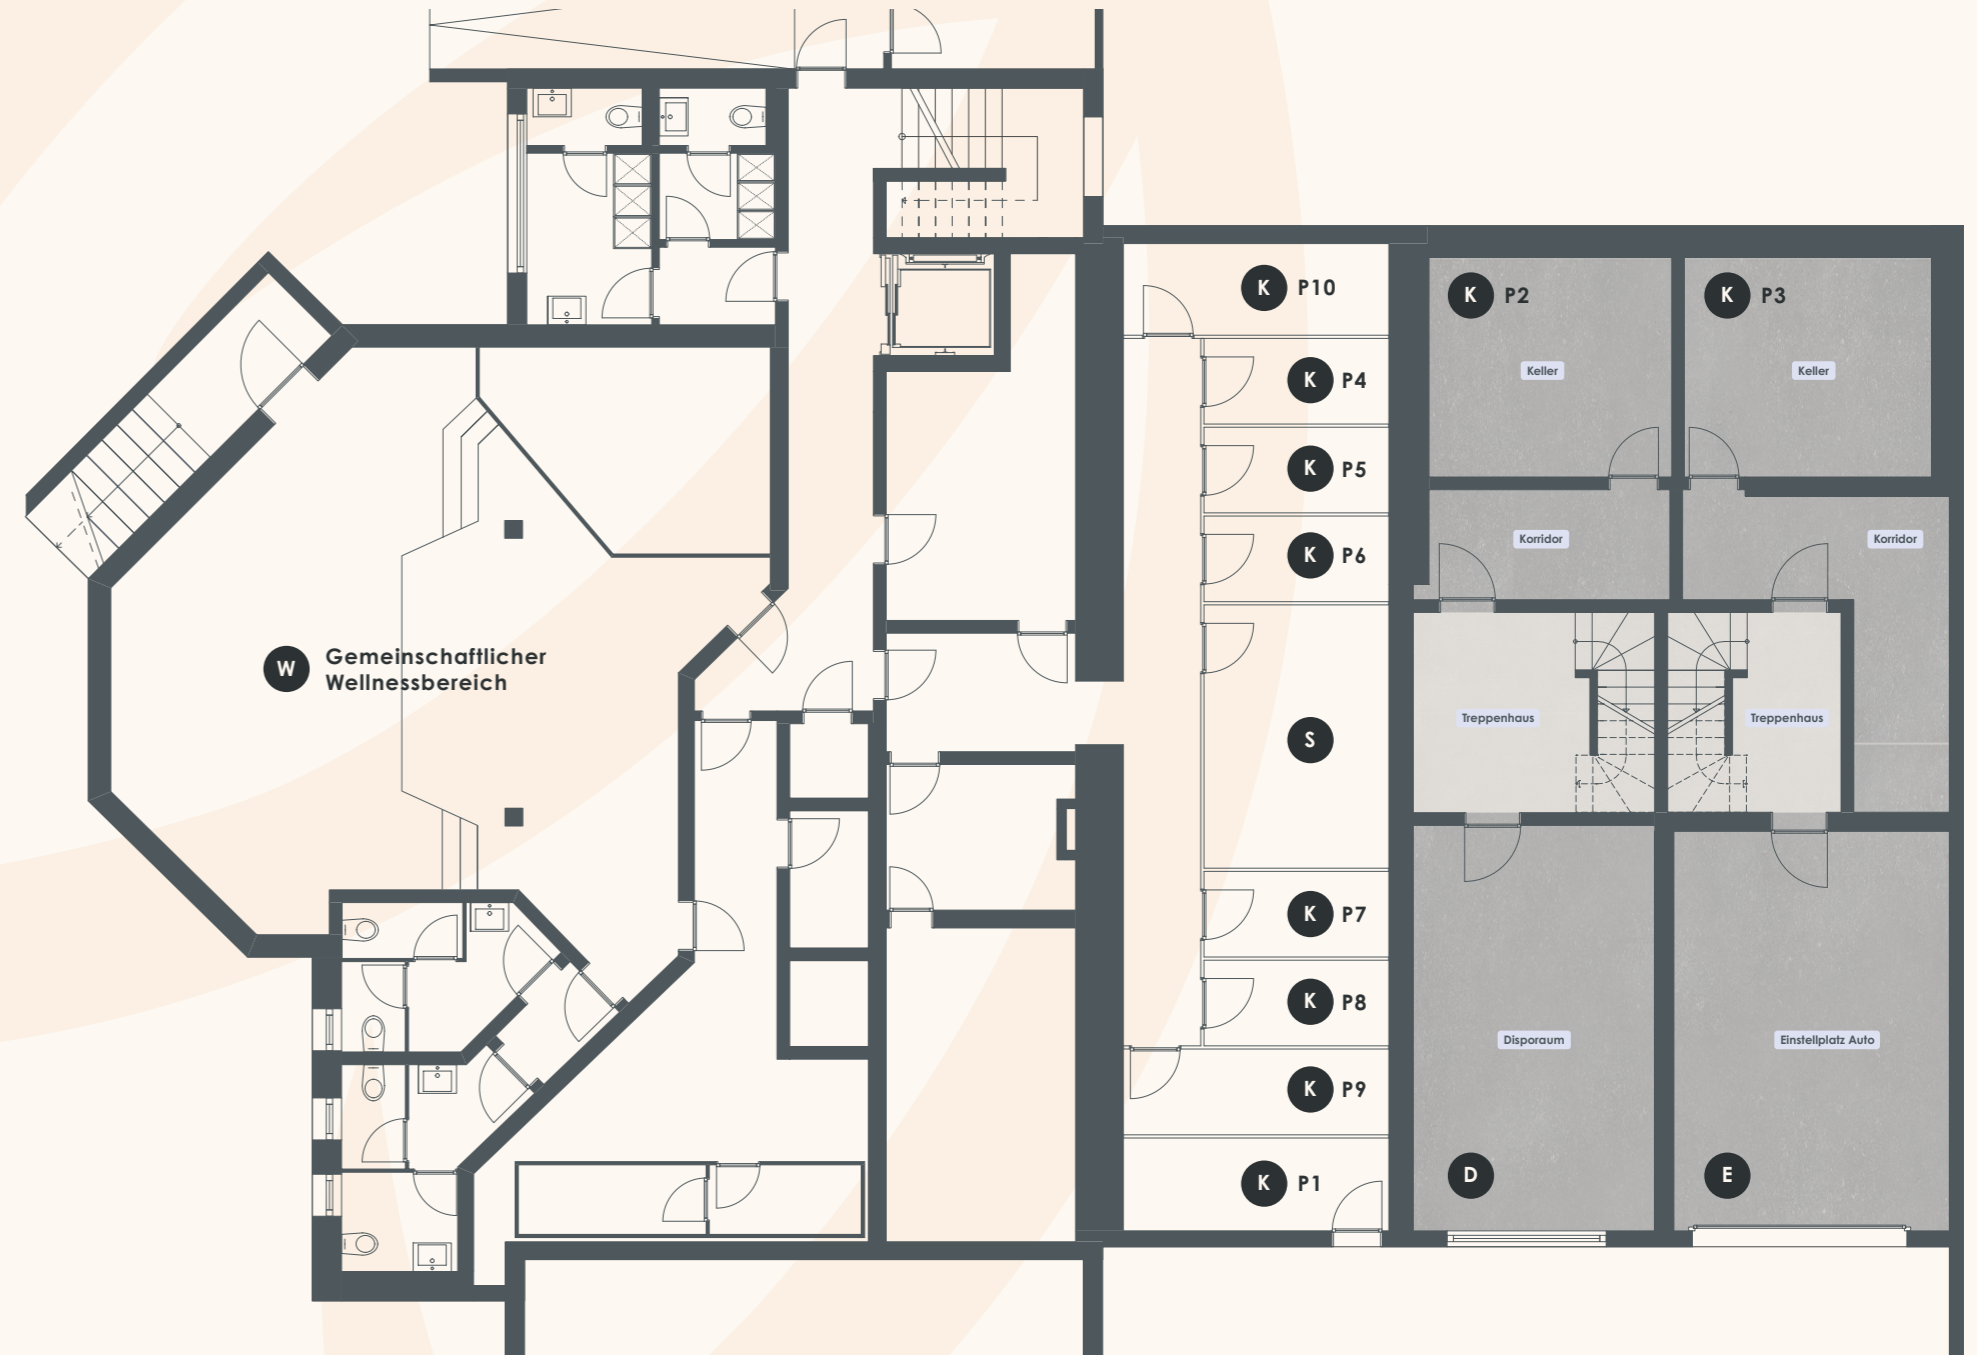 K P10
K P2
K P3
Keller
Keller
K P4
K P5
K P6
Korridor
Korridor
W Gemeinschaftlicher
Wellnessbereich
S
Treppenhaus
Treppenhaus
K P7
K P8
K P9
Disporaum
Einstellplatz Auto
K P1
D
E